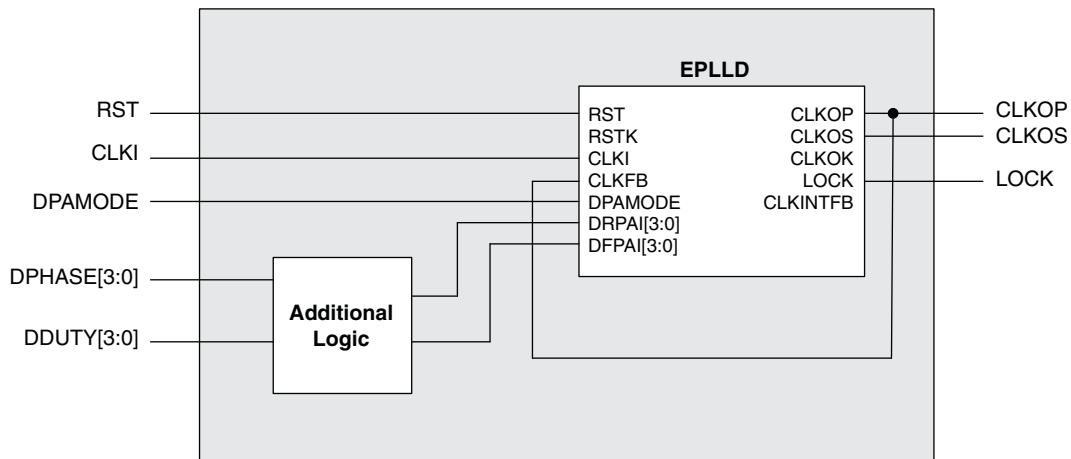 EPLLD
RST
CLKI
DPAMODE
DPHASE[3:0]
DDUTY[3:0]
Additional
Logic
RST
RSTK
CLKI
CLKFB
DPAMODE
DRPAI[3:0]
DFPAI[3:0]
CLKOP
CLKOS
CLKOK
LOCK
CLKINTFB
CLKOP
CLKOS
LOCK